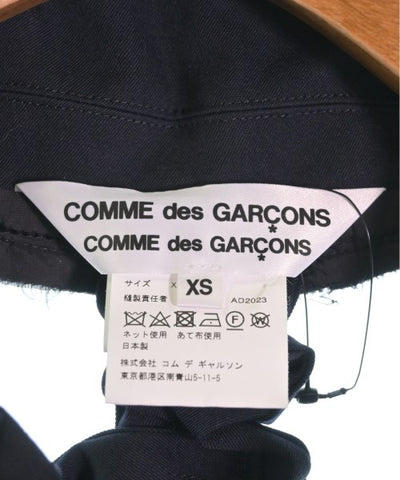 COMME des GARÇONS
COMME des GARÇONS
サイズ X XS
縫製責任者 AD2023
ネット使用 あて布使用
日本製
株式会社 コム デ ギャルソン
東京都港区南青山5-11-5